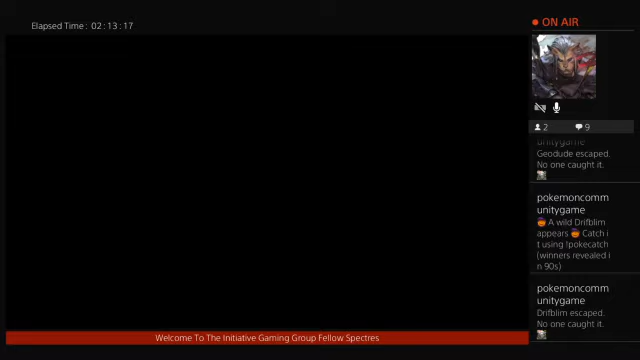 Elapsed Time : 02 : 13 : 17
ON AIR
2 9
unitygame
Geodude escaped.
No one caught it.
pokemoncomm
unitygame
A wild Drifblim
appears Catch i
t using !pokecatch
(winners revealed i
n 90s)
pokemoncomm
unitygame
Drifblim escaped.
No one caught it.
Welcome To The Initiative Gaming Group Fellow Spectres